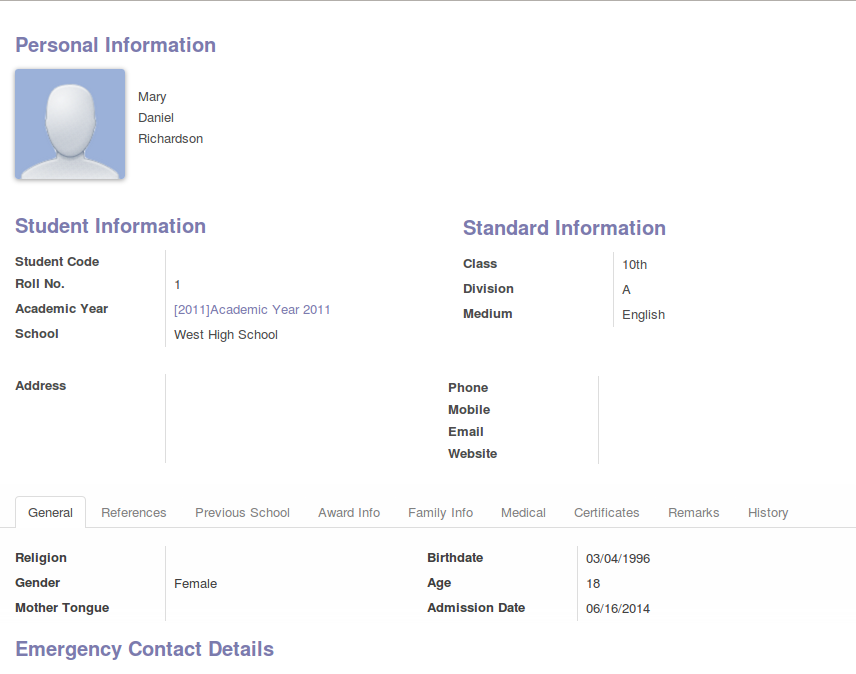 Personal Information
Mary
Daniel
Richardson
Student Information
Student Code
Roll No. 1
Academic Year [2011]Academic Year 2011
School West High School
Standard Information
Class 10th
Division A
Medium English
Address
Phone
Mobile
Email
Website
General References Previous School Award Info Family Info Medical Certificates Remarks History
Religion
Gender Female
Mother Tongue
Birthdate 03/04/1996
Age 18
Admission Date 06/16/2014
Emergency Contact Details